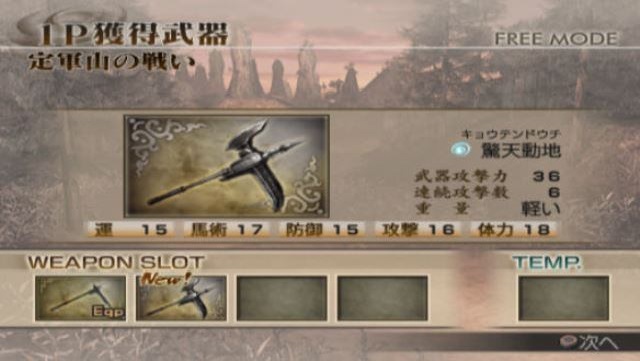 1P獲得武器
FREE MODE
定軍山の戦い
キョウテンドウチ
驚天動地
武器攻撃力 36
連続攻撃数 6
重量 軽い
運 15 馬術 17 防御 15 攻撃 16 体力 18
WEAPON SLOT
TEMP.
New!
Eqp
次へ